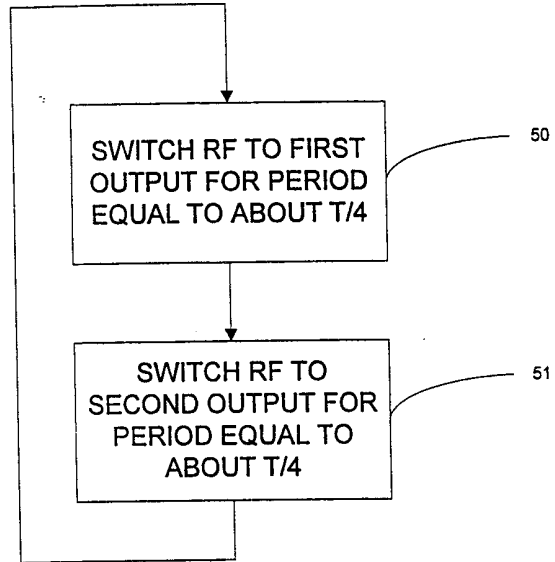 SWITCH RF TO FIRST
OUTPUT FOR PERIOD
EQUAL TO ABOUT T/4
50
SWITCH RF TO
SECOND OUTPUT FOR
PERIOD EQUAL TO
ABOUT T/4
51